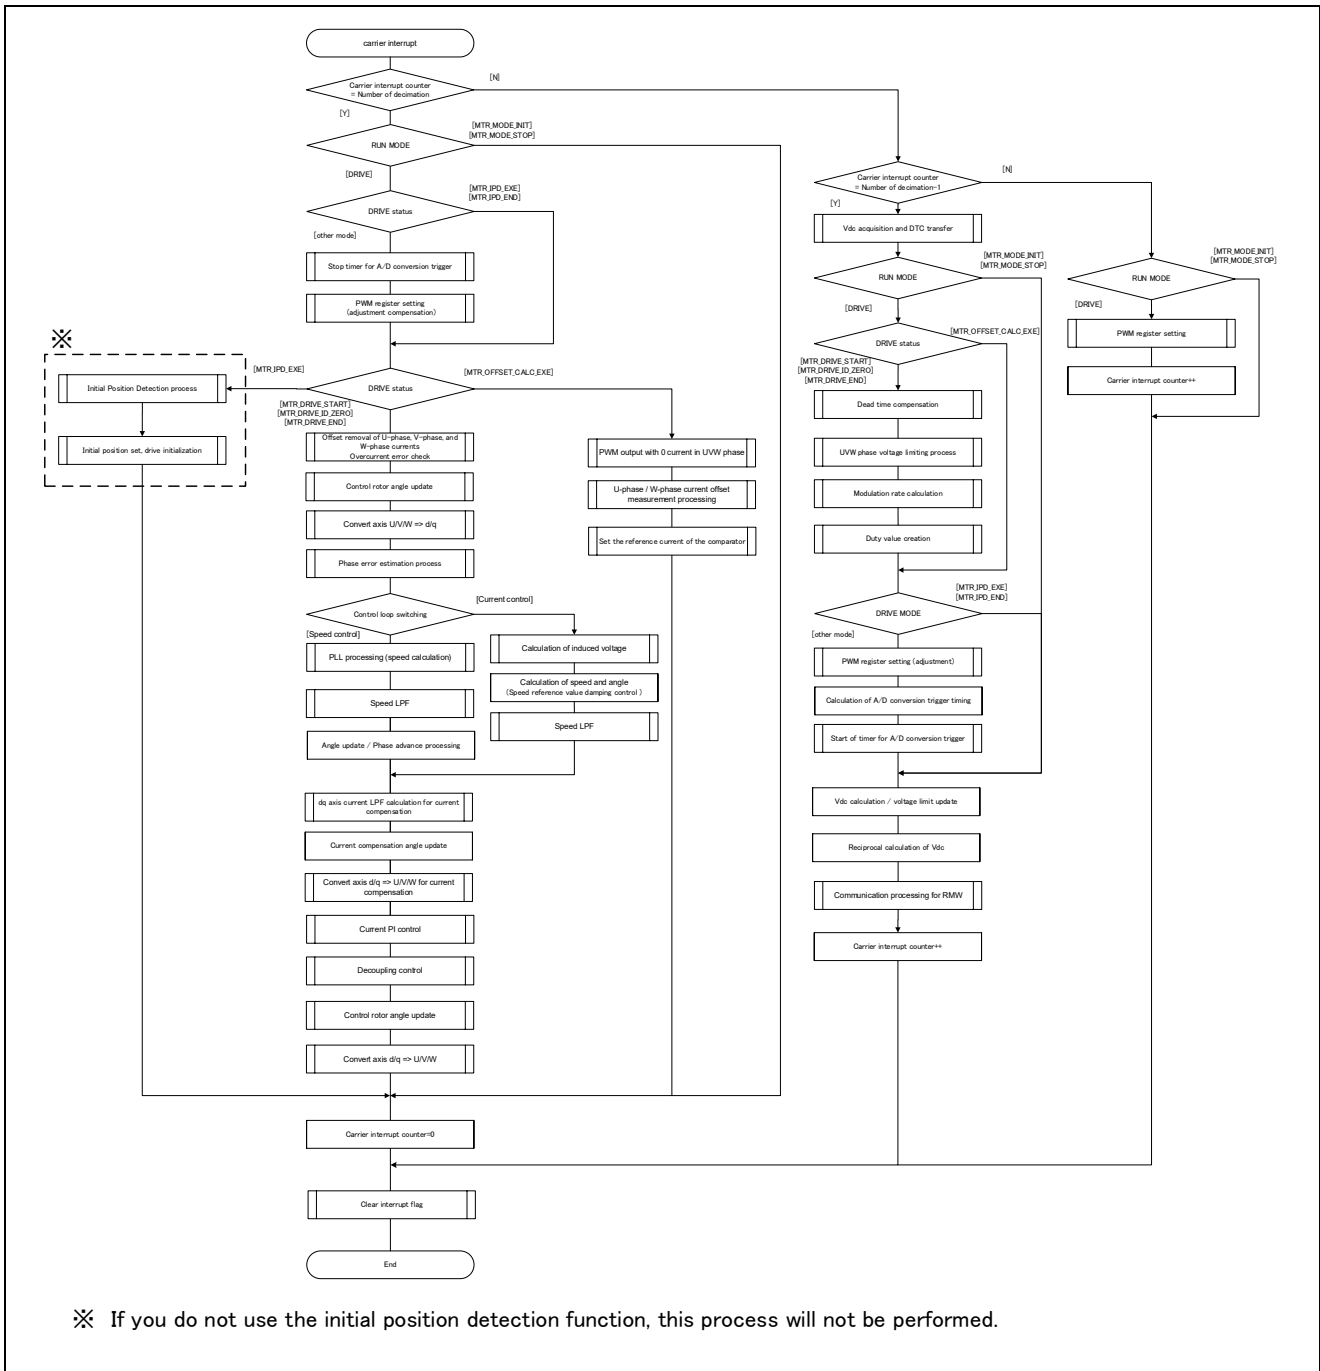 carrier interrupt
Carrier interrupt counter
= Number of decimation
[N]
[Y]
RUN MODE
[MTR_MODE_INIT]
[MTR_MODE_STOP]
[DRIVE]
DRIVE status
[MTR_IPD_EXE]
[MTR_IPD_END]
[other mode]
Stop timer for A/D conversion trigger
PWM register setting
(adjustment compensation)
※
[MTR_IPD_EXE]
Initial Position Detection process
Initial position set, drive initialization
DRIVE status
[MTR_OFFSET_CALC_EXE]
[MTR_DRIVE_START]
[MTR_DRIVE_ID_ZERO]
[MTR_DRIVE_END]
Offset removal of U-phase, V-phase, and
W-phase currents
Overcurrent error check
Control rotor angle update
Convert axis U/V/W => d/q
Phase error estimation process
PWM output with 0 current in UVW phase
U-phase / W-phase current offset
measurement processing
Set the reference current of the comparator
Control loop switching
[Current control]
[Speed control]
PLL processing (speed calculation)
Speed LPF
Angle update / Phase advance processing
Calculation of induced voltage
Calculation of speed and angle
(Speed reference value damping control )
Speed LPF
dq axis current LPF calculation for current
compensation
Current compensation angle update
Convert axis d/q => U/V/W for current
compensation
Current PI control
Decoupling control
Control rotor angle update
Convert axis d/q => U/V/W
Carrier interrupt counter=0
Clear interrupt flag
End
Carrier interrupt counter
= Number of decimation-1
[N]
[Y]
Vdc acquisition and DTC transfer
RUN MODE
[MTR_MODE_INIT]
[MTR_MODE_STOP]
[DRIVE]
DRIVE status
[MTR_OFFSET_CALC_EXE]
[MTR_DRIVE_START]
[MTR_DRIVE_ID_ZERO]
[MTR_DRIVE_END]
Dead time compensation
UVW phase voltage limiting process
Modulation rate calculation
Duty value creation
DRIVE MODE
[MTR_IPD_EXE]
[MTR_IPD_END]
[other mode]
PWM register setting (adjustment)
Calculation of A/D conversion trigger timing
Start of timer for A/D conversion trigger
Vdc calculation / voltage limit update
Reciprocal calculation of Vdc
Communication processing for RMW
Carrier interrupt counter++
RUN MODE
[MTR_MODE_INIT]
[MTR_MODE_STOP]
[DRIVE]
PWM register setting
Carrier interrupt counter++
※ If you do not use the initial position detection function, this process will not be performed.